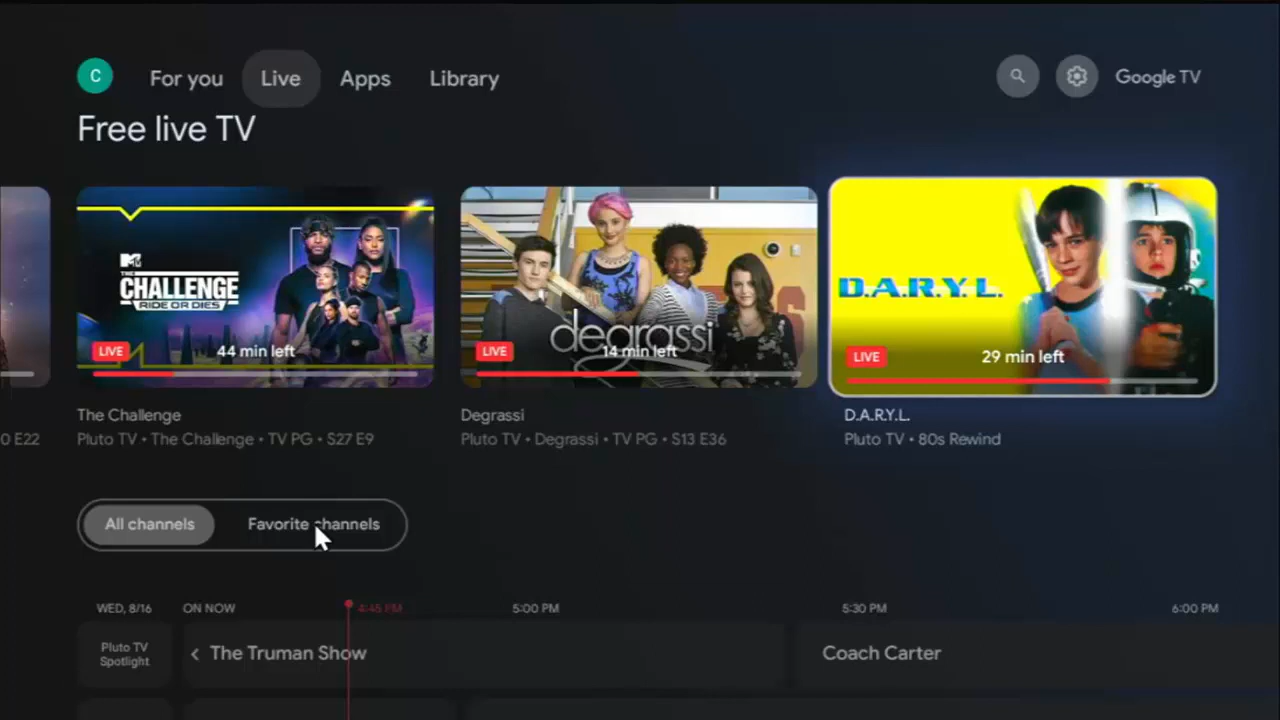 C
For you
Live
Apps
Library
Google TV
Free live TV
MTV
THE
CHALLENGE
RIDE OR DIES
LIVE
44 min left
degrassi
LIVE
14 min left
D.A.R.Y.L.
LIVE
29 min left
0 E22
The Challenge
Pluto TV • The Challenge • TV PG • S27 E9
Degrassi
Pluto TV • Degrassi • TV PG • S13 E36
D.A.R.Y.L.
Pluto TV • 80s Rewind
All channels
Favorite channels
WED, 8/16
ON NOW
4:45 PM
5:00 PM
5:30 PM
6:00 PM
Pluto TV
Spotlight
The Truman Show
Coach Carter